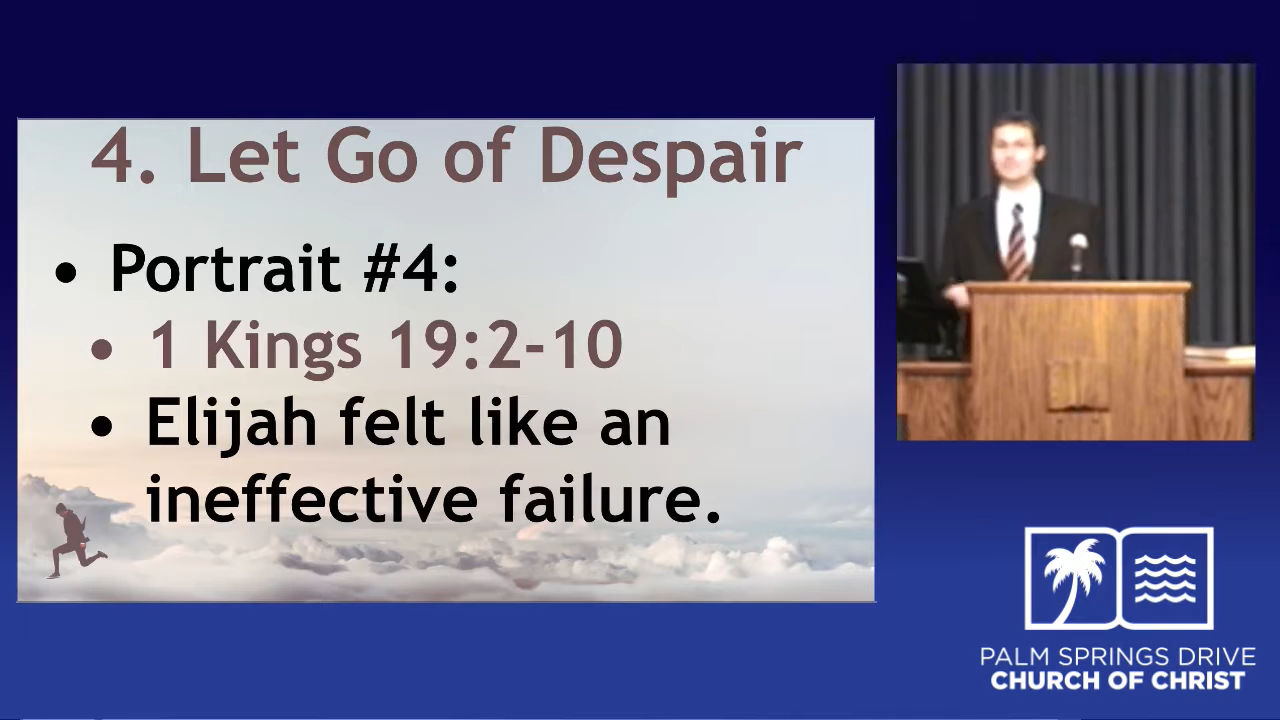 4. Let Go of Despair
• Portrait #4:
• 1 Kings 19:2-10
• Elijah felt like an
ineffective failure.
PALM SPRINGS DRIVE
CHURCH OF CHRIST